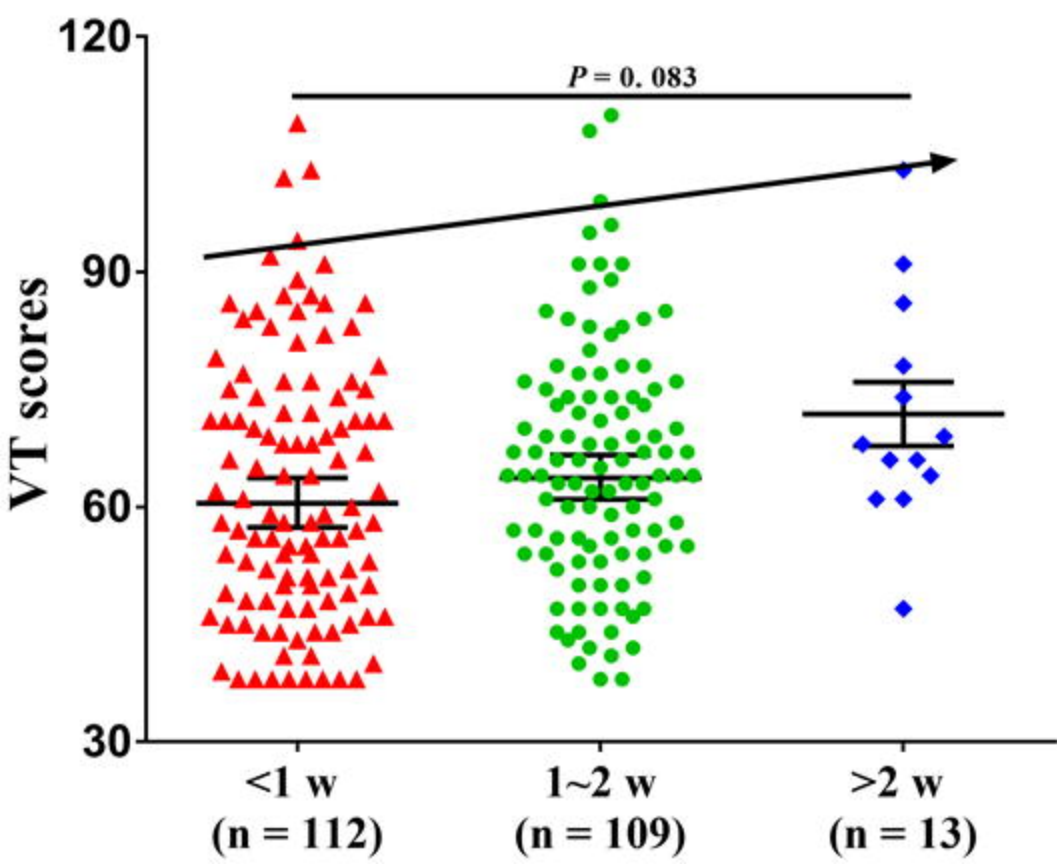 120
P = 0. 083
90
VT scores
60
30
<1 w
1~2 w
>2 w
(n = 112)
(n = 109)
(n = 13)